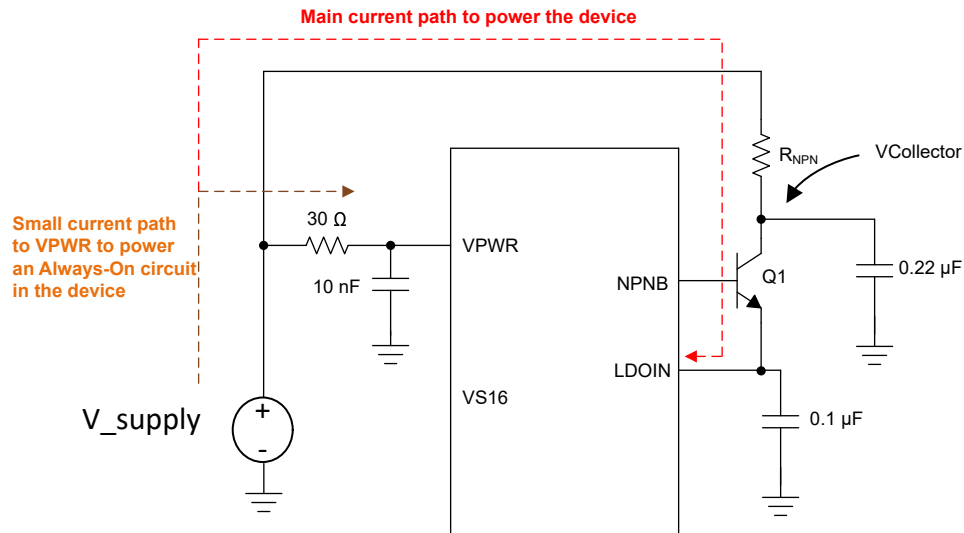 Main current path to power the device
R_NPN
VCollector
Small current path
to VPWR to power
an Always-On circuit
in the device
30 Ω
VPWR
10 nF
NPNB
Q1
0.22 µF
LDOIN
VS16
V_supply
+
-
0.1 µF